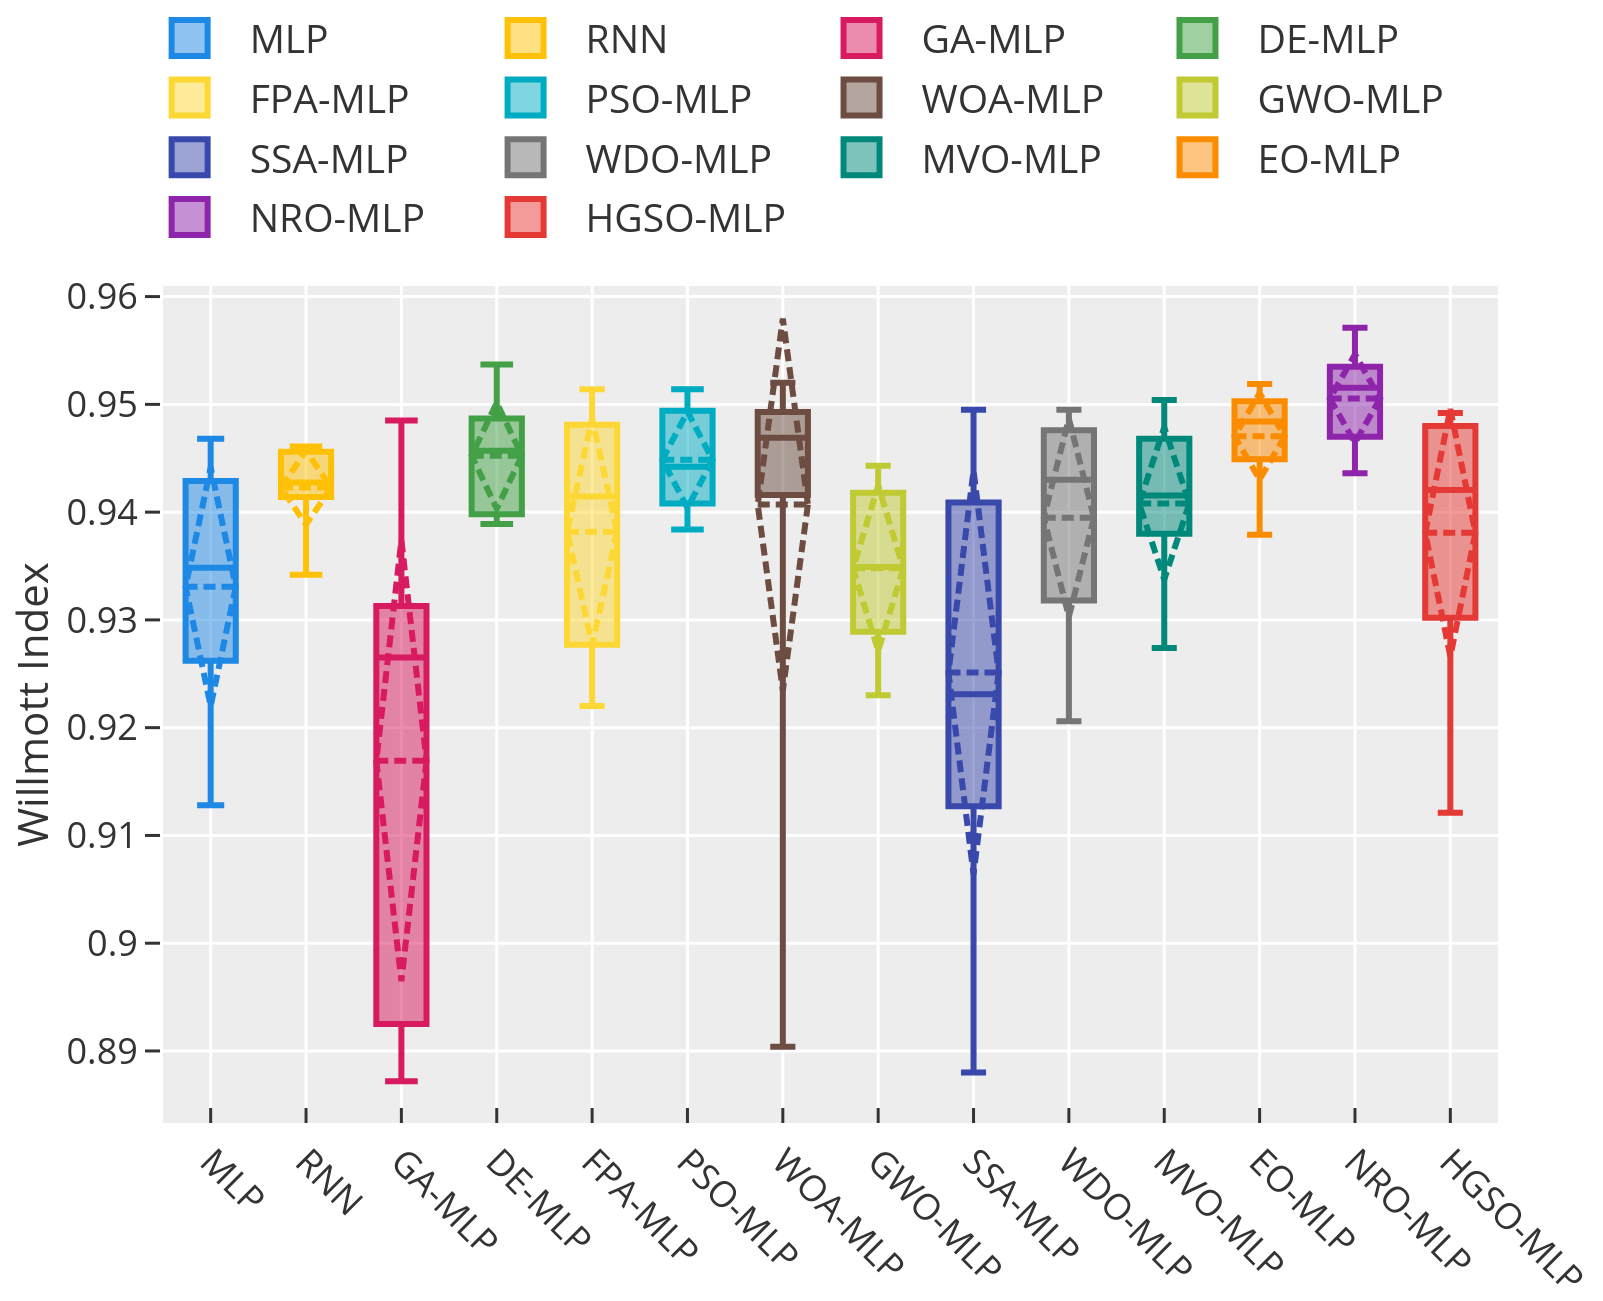 MLP RNN GA-MLP DE-MLP
FPA-MLP PSO-MLP WOA-MLP GWO-MLP
SSA-MLP WDO-MLP MVO-MLP EO-MLP
NRO-MLP HGSO-MLP
Willmott Index
0.96
0.95
0.94
0.93
0.92
0.91
0.9
0.89
MLP RNN GA-MLP DE-MLP FPA-MLP PSO-MLP WOA-MLP GWO-MLP SSA-MLP WDO-MLP MVO-MLP EO-MLP NRO-MLP HGSO-MLP